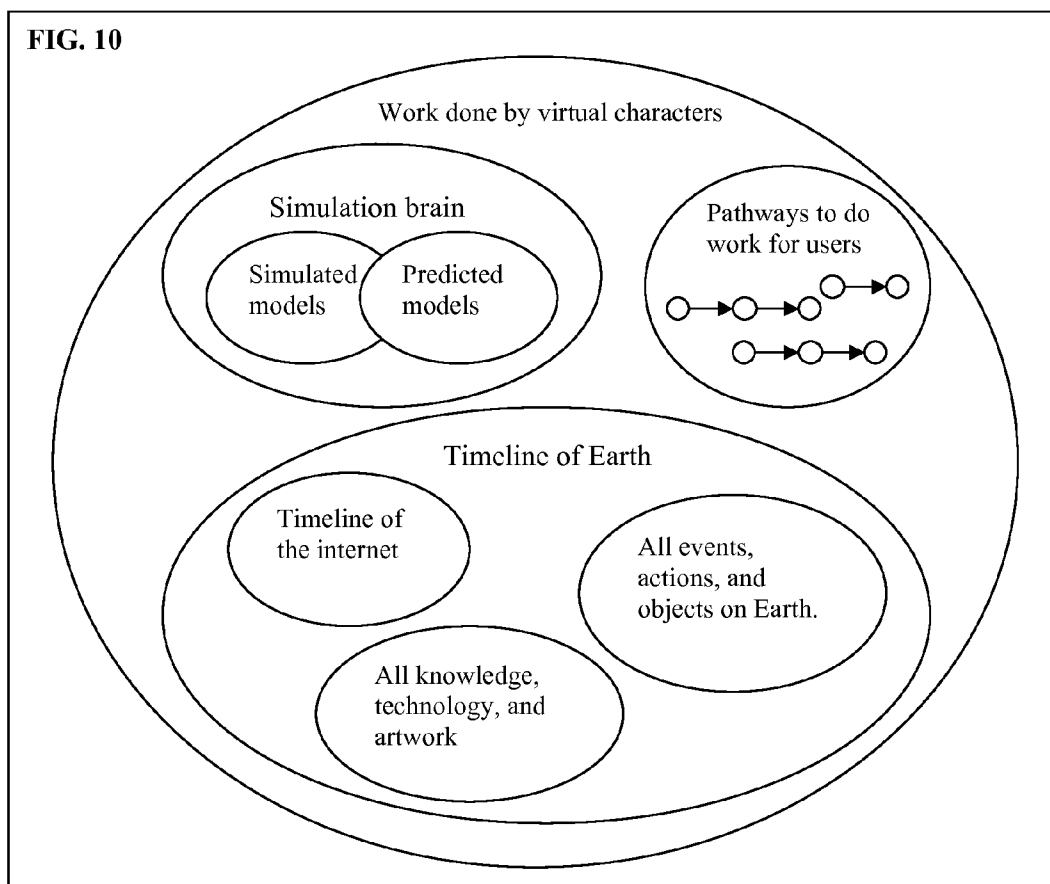 FIG. 10
Work done by virtual characters
Simulation brain
Simulated
models
Predicted
models
Pathways to do
work for users
Timeline of Earth
Timeline of
the internet
All events,
actions, and
objects on Earth.
All knowledge,
technology, and
artwork